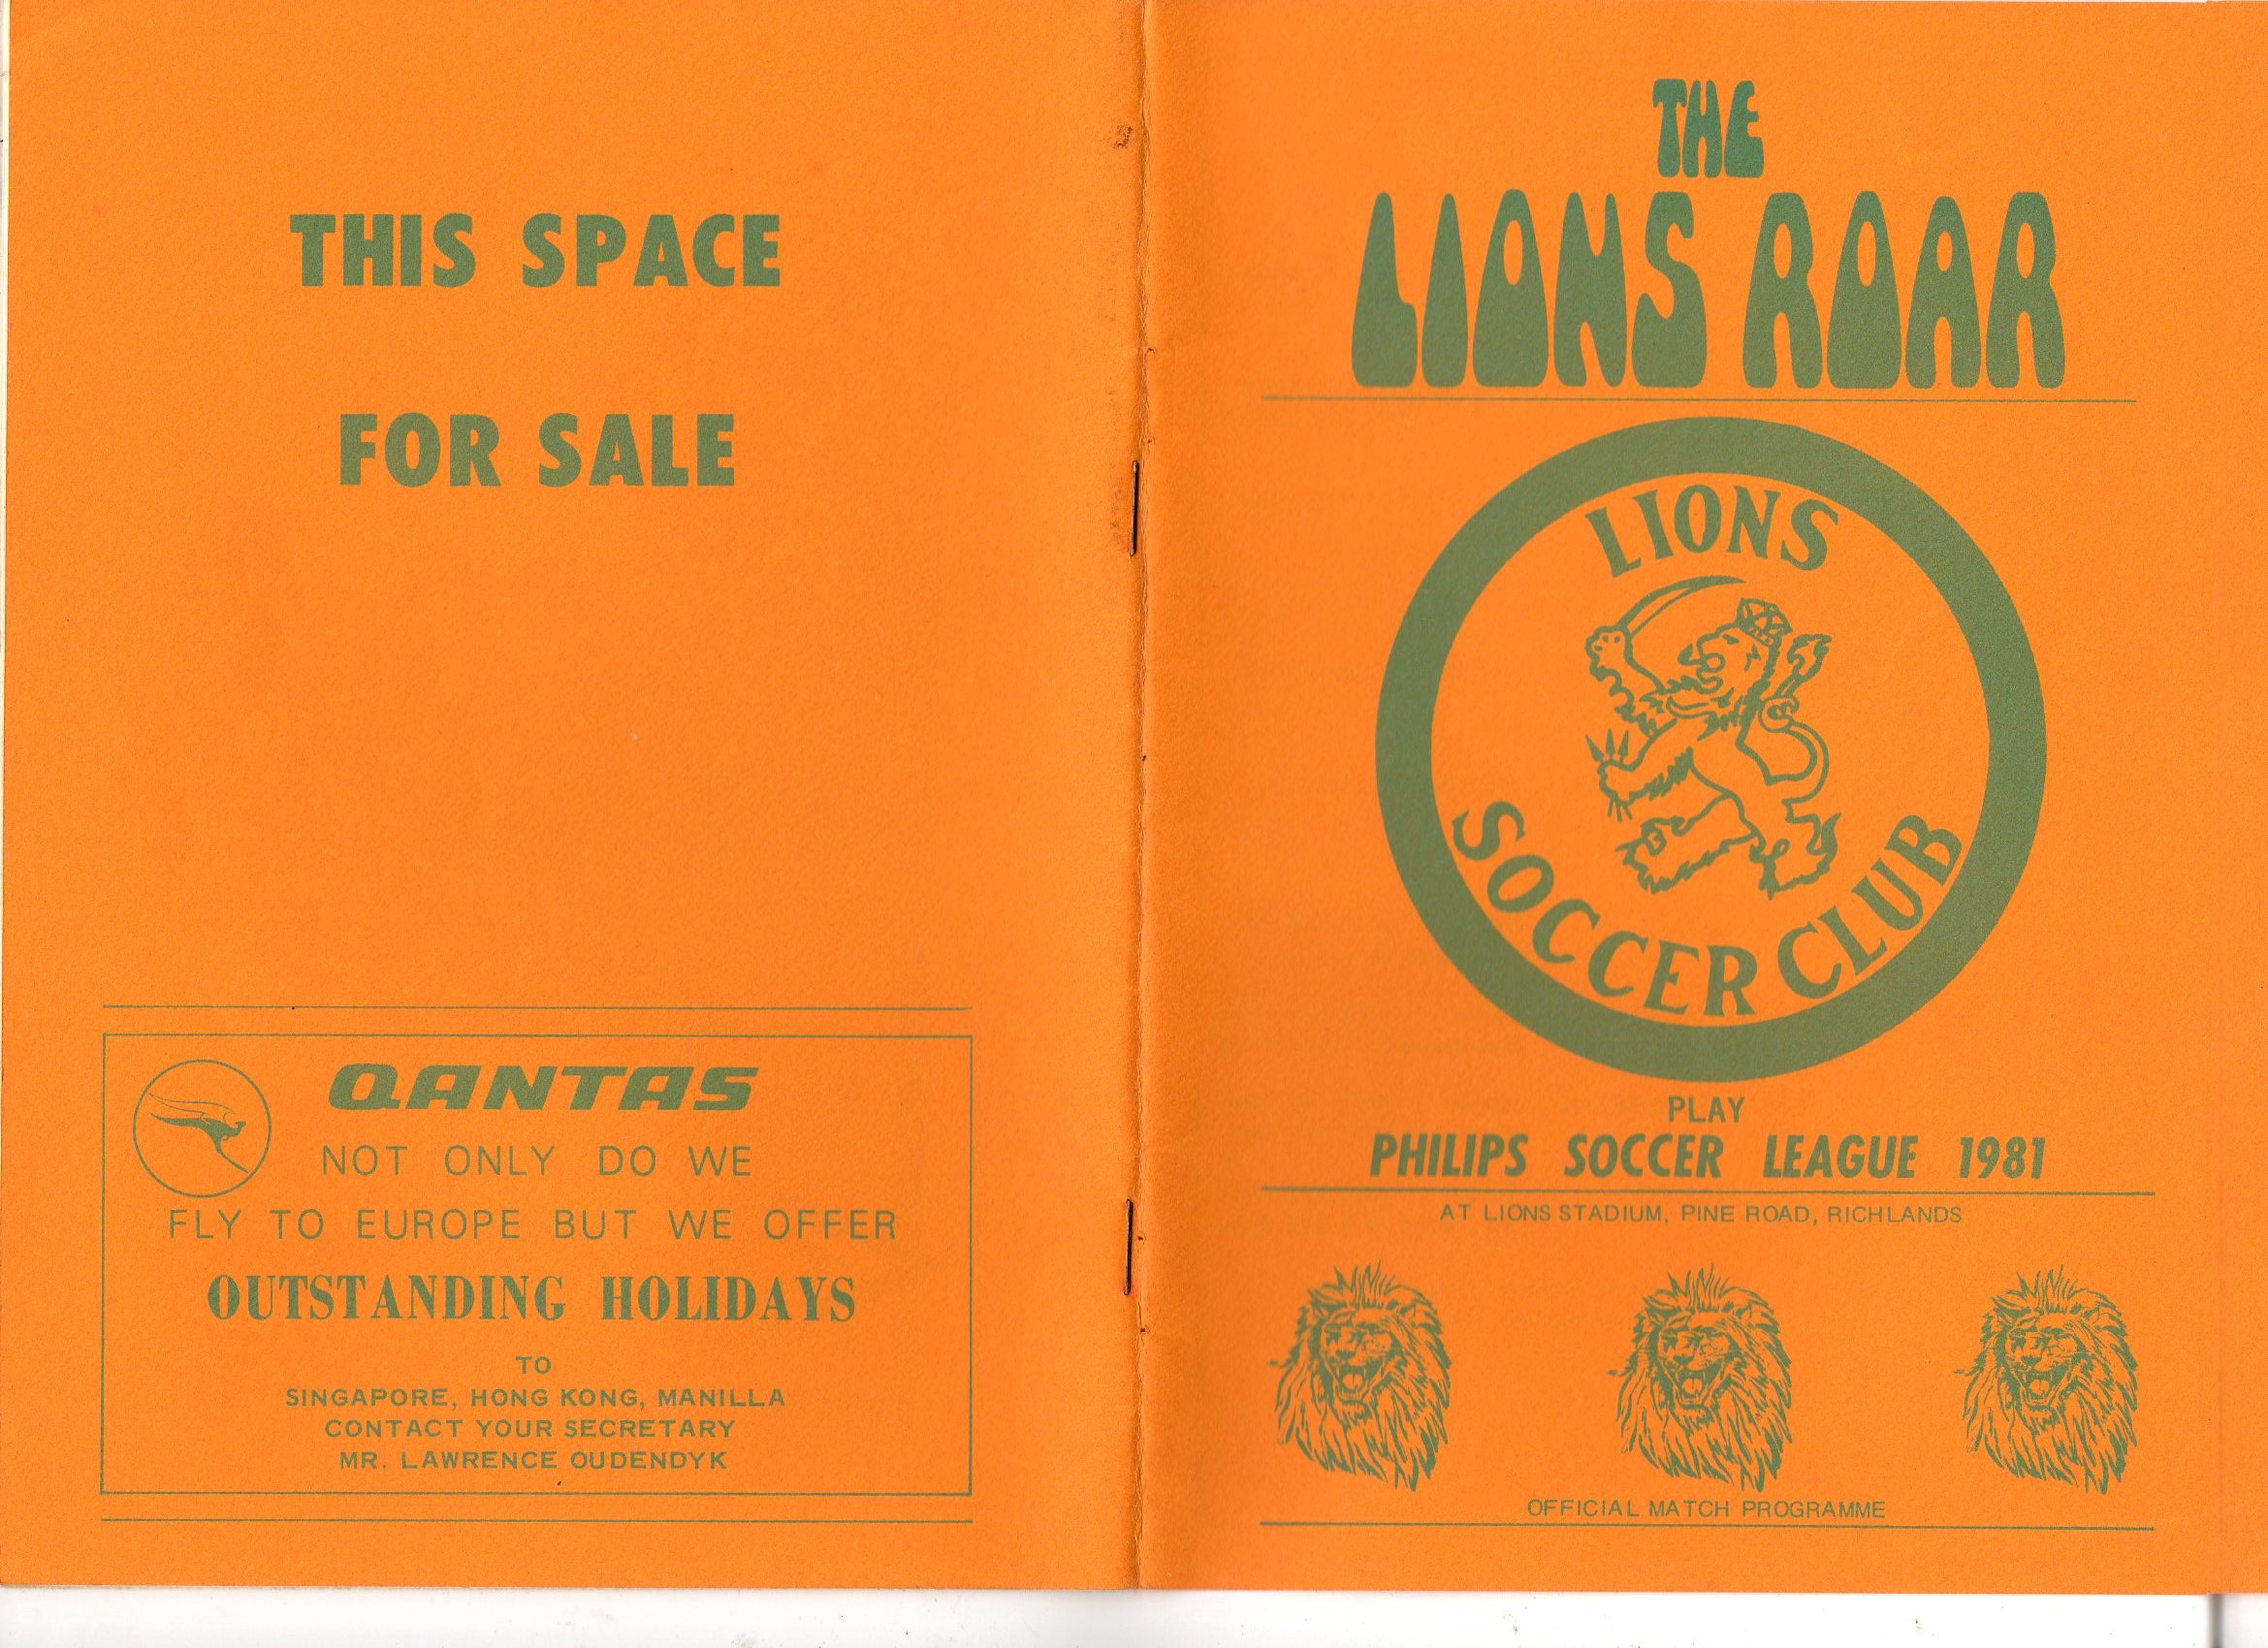 THIS SPACE
FOR SALE
QANTAS
NOT ONLY DO WE
FLY TO EUROPE BUT WE OFFER
OUTSTANDING HOLIDAYS
TO
SINGAPORE, HONG KONG, MANILLA
CONTACT YOUR SECRETARY
MR. LAWRENCE OUDENDYK
THE
LIONS ROAR
LIONS
SOCCER CLUB
PLAY
PHILIPS SOCCER LEAGUE 1981
AT LIONS STADIUM, PINE ROAD, RICHLANDS
OFFICIAL MATCH PROGRAMME